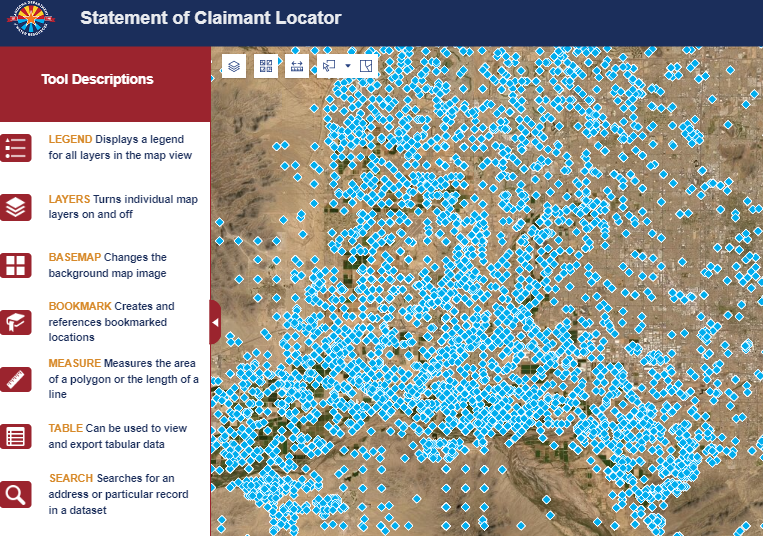 Statement of Claimant Locator
Tool Descriptions
LEGEND Displays a legend
for all layers in the map view
LAYERS Turns individual map
layers on and off
BASEMAP Changes the
background map image
BOOKMARK Creates and
references bookmarked
locations
MEASURE Measures the area
of a polygon or the length of a
line
TABLE Can be used to view
and export tabular data
SEARCH Searches for an
address or particular record
in a dataset